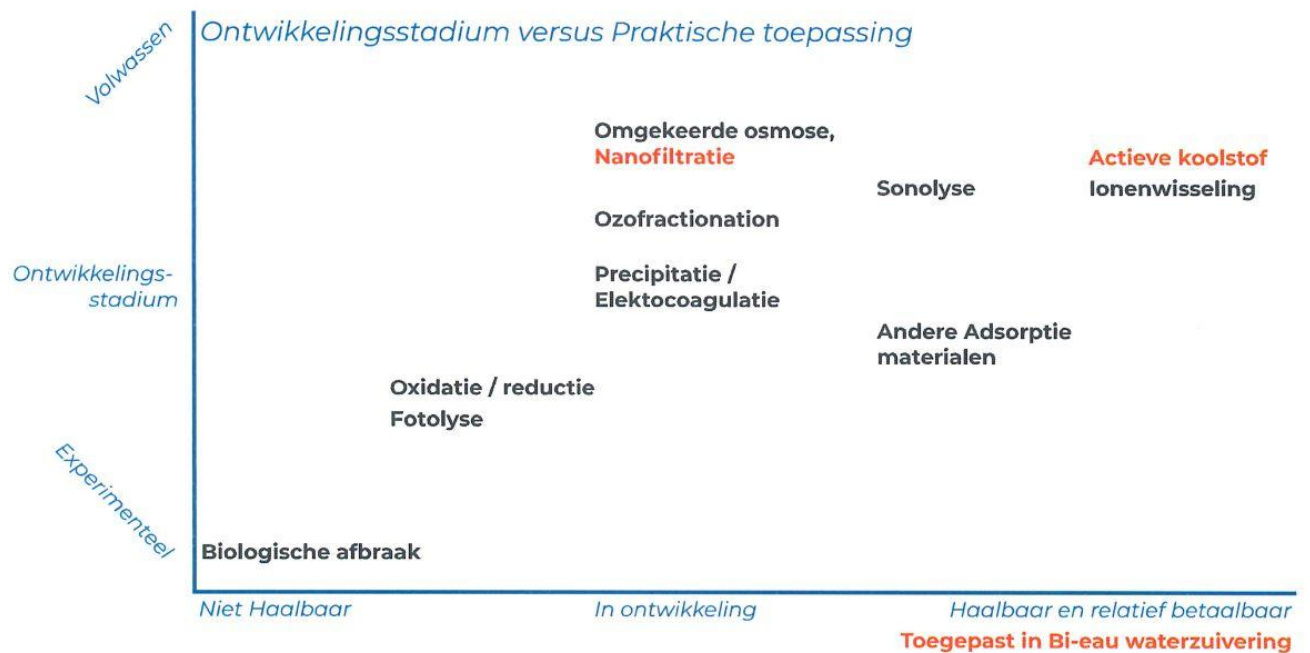 Ontwikkelingsstadium versus Praktische toepassing
Volwassen
Omgekeerde osmose,
Nanofiltratie
Actieve koolstof
Sonolyse
Ionenwisseling
Ozofractionation
Ontwikkelings-
stadium
Precipitatie /
Elektocoagulatie
Andere Adsorptie
materialen
Oxidatie / reductie
Fotolyse
Experimenteel
Biologische afbraak
Niet Haalbaar
In ontwikkeling
Haalbaar en relatief betaalbaar
Toegepast in Bi-eau waterzuivering